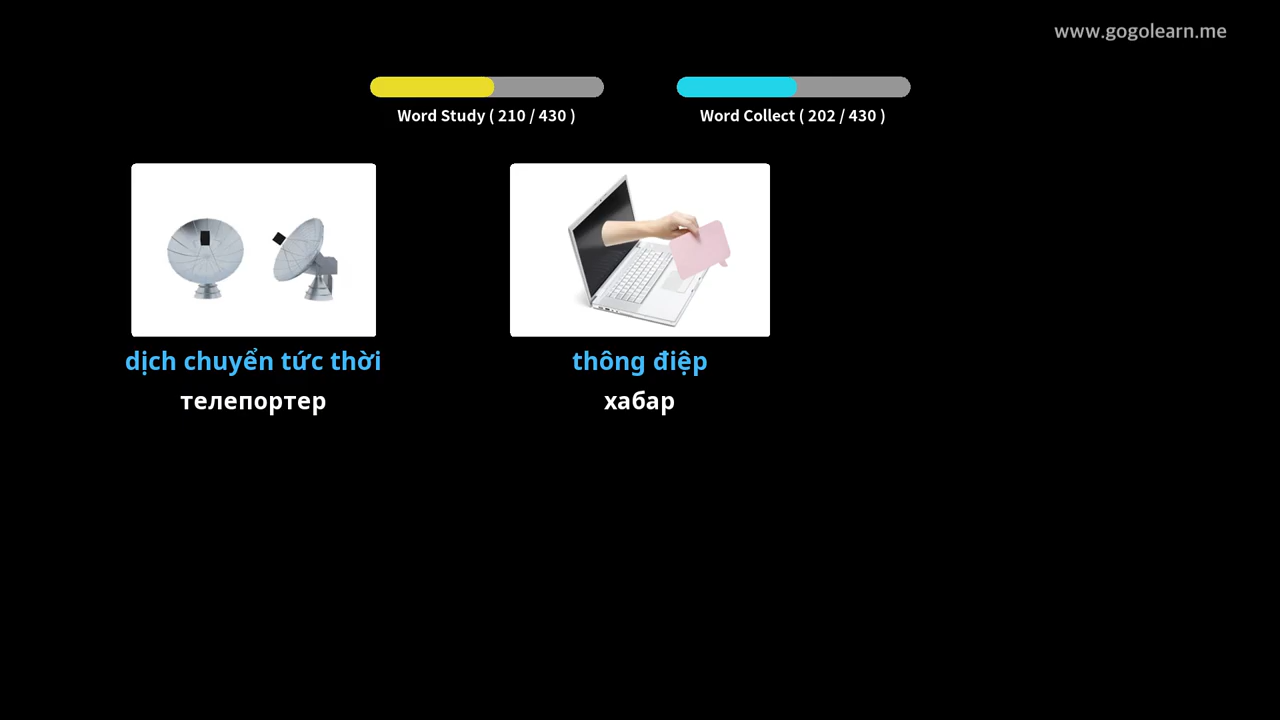 www.gogolearn.me
Word Study ( 210 / 430 )
Word Collect ( 202 / 430 )
dịch chuyển tức thời
телепортер
thông điệp
хабар